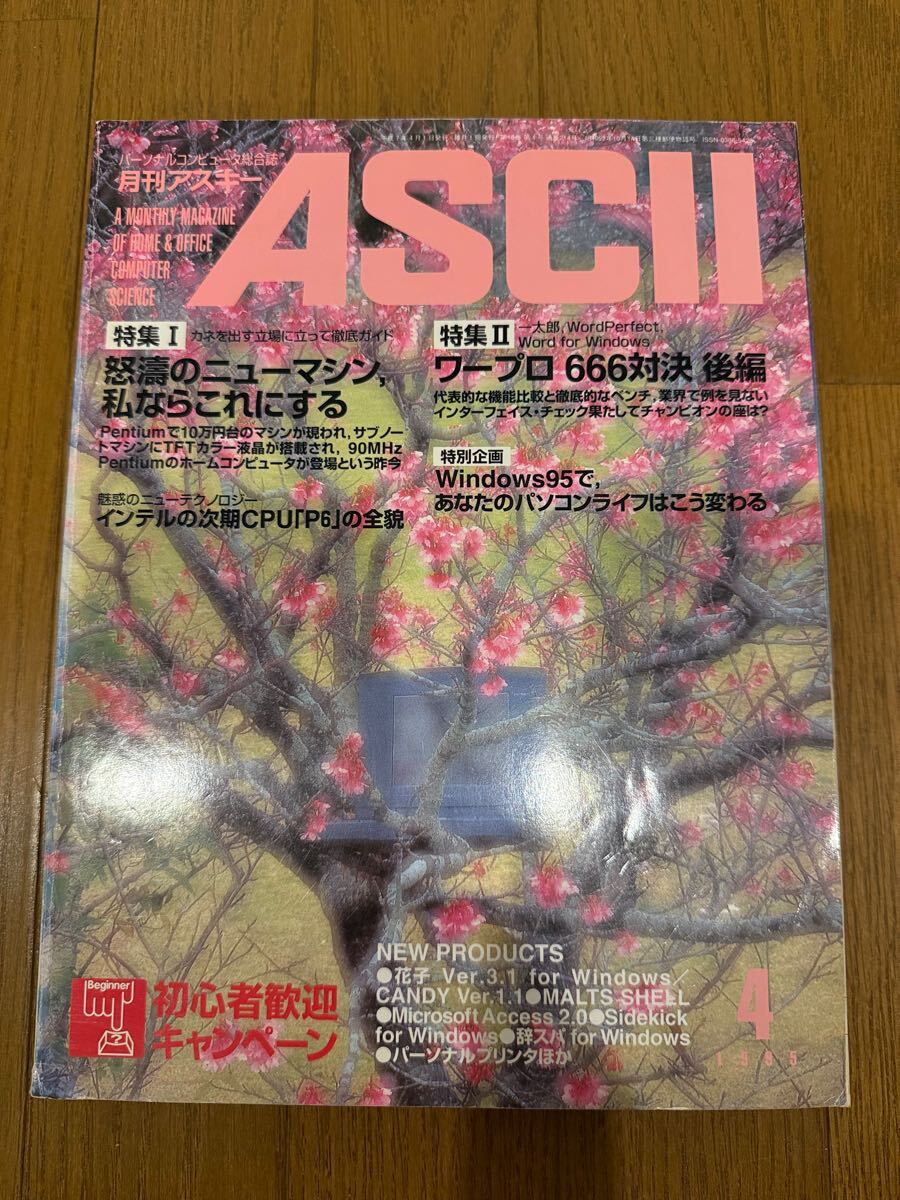 平成7年4月1日発行
ISSN-0386-5428
パーソナルコンピュータ総合誌
月刊アスキー
ASCII
A MONTHLY MAGAZINE
OF HOME & OFFICE
COMPUTER
SCIENCE
特集I カネを出す立場に立って徹底ガイド
怒濤のニューマシン,
私ならこれにする
Pentiumで10万円台のマシンが現われ,サブノー
トマシンにTFTカラー液晶が搭載され,90MHz
Pentiumのホームコンピュータが登場という昨今
魅惑のニューテクノロジー
インテルの次期CPU「P6」の全貌
特集II 一太郎,WordPerfect,
Word for Windows
ワープロ 666対決 後編
代表的な機能比較と徹底的なベンチ,業界で例を見ない
インターフェイス・チェック果たしてチャンピオンの座は?
特別企画
Windows95で,
あなたのパソコンライフはこう変わる
Beginner
?
初心者歓迎
キャンペーン
NEW PRODUCTS
●花子 Ver.3.1 for Windows/
CANDY Ver.1.1●MALTS SHELL
●Microsoft Access 2.0●Sidekick
for Windows●辞スパ for Windows
●パーソナルプリンタほか
4
1995